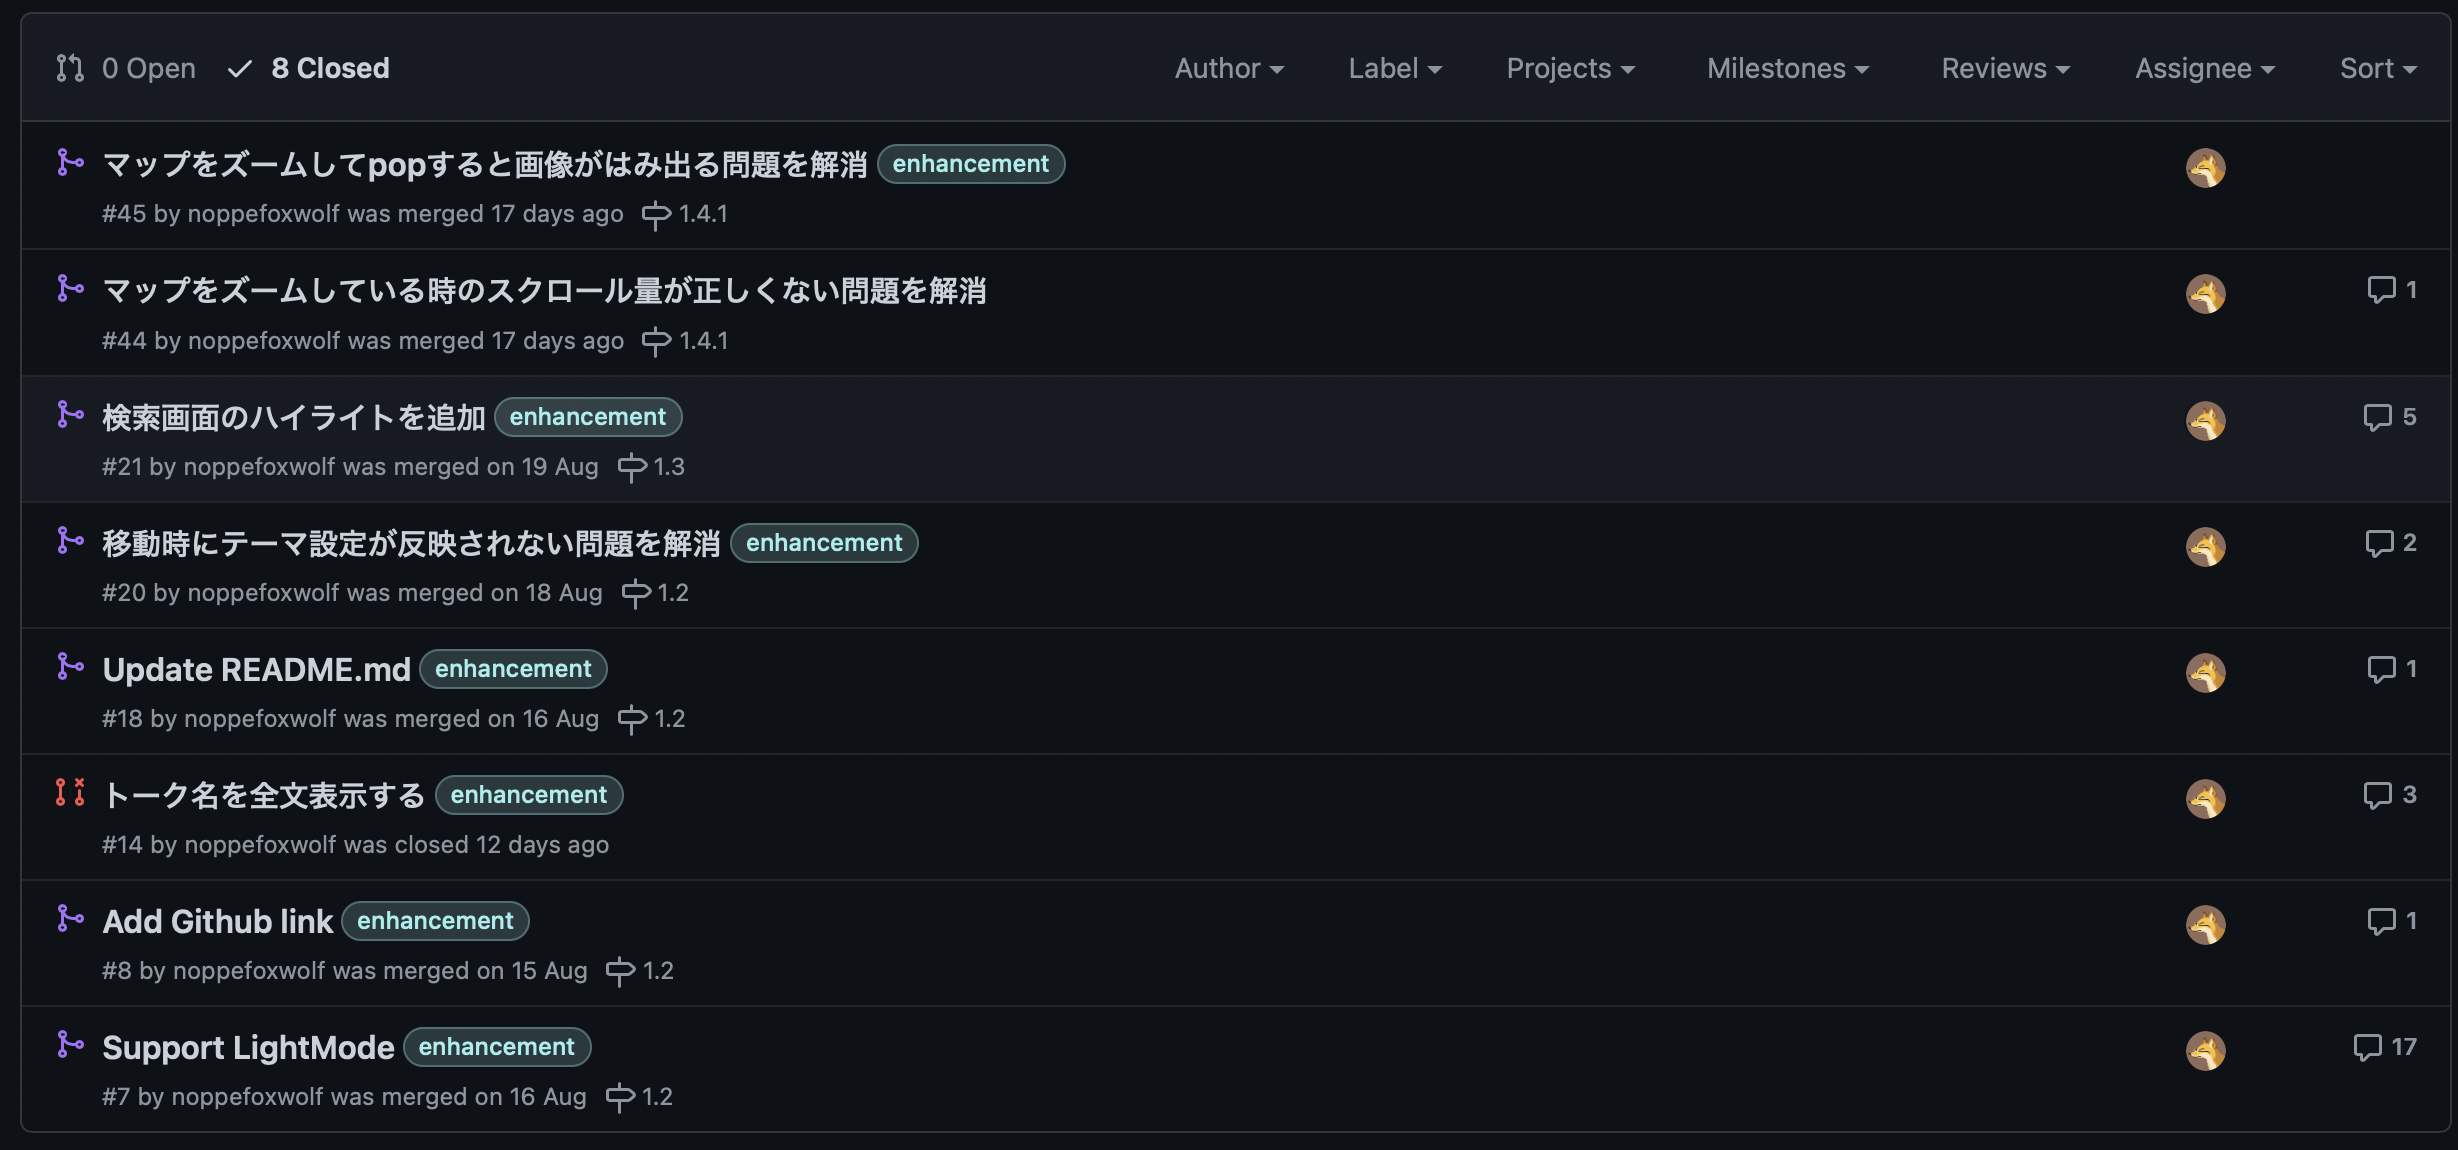 0 Open 8 Closed Author Label Projects Milestones Reviews Assignee Sort
マップをズームしてpopすると画像がはみ出る問題を解消 enhancement
#45 by noppefoxwolf was merged 17 days ago 1.4.1
マップをズームしている時のスクロール量が正しくない問題を解消 1
#44 by noppefoxwolf was merged 17 days ago 1.4.1
検索画面のハイライトを追加 enhancement 5
#21 by noppefoxwolf was merged on 19 Aug 1.3
移動時にテーマ設定が反映されない問題を解消 enhancement 2
#20 by noppefoxwolf was merged on 18 Aug 1.2
Update README.md enhancement 1
#18 by noppefoxwolf was merged on 16 Aug 1.2
トーク名を全文表示する enhancement 3
#14 by noppefoxwolf was closed 12 days ago
Add Github link enhancement 1
#8 by noppefoxwolf was merged on 15 Aug 1.2
Support LightMode enhancement 17
#7 by noppefoxwolf was merged on 16 Aug 1.2